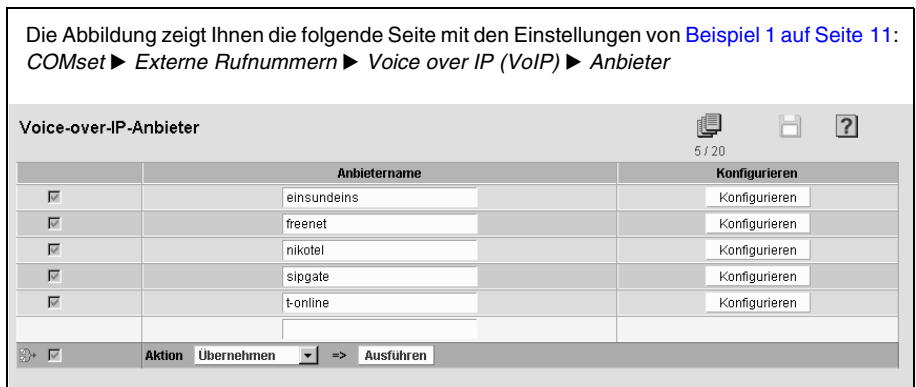 Die Abbildung zeigt Ihnen die folgende Seite mit den Einstellungen von Beispiel 1 auf Seite 11:
COMset ► Externe Rufnummern ► Voice over IP (VoIP) ► Anbieter
Voice-over-IP-Anbieter
?
5 / 20
Anbietername Konfigurieren
einsundeins Konfigurieren
freenet Konfigurieren
nikotel Konfigurieren
sipgate Konfigurieren
t-online Konfigurieren
Aktion Übernehmen => Ausführen